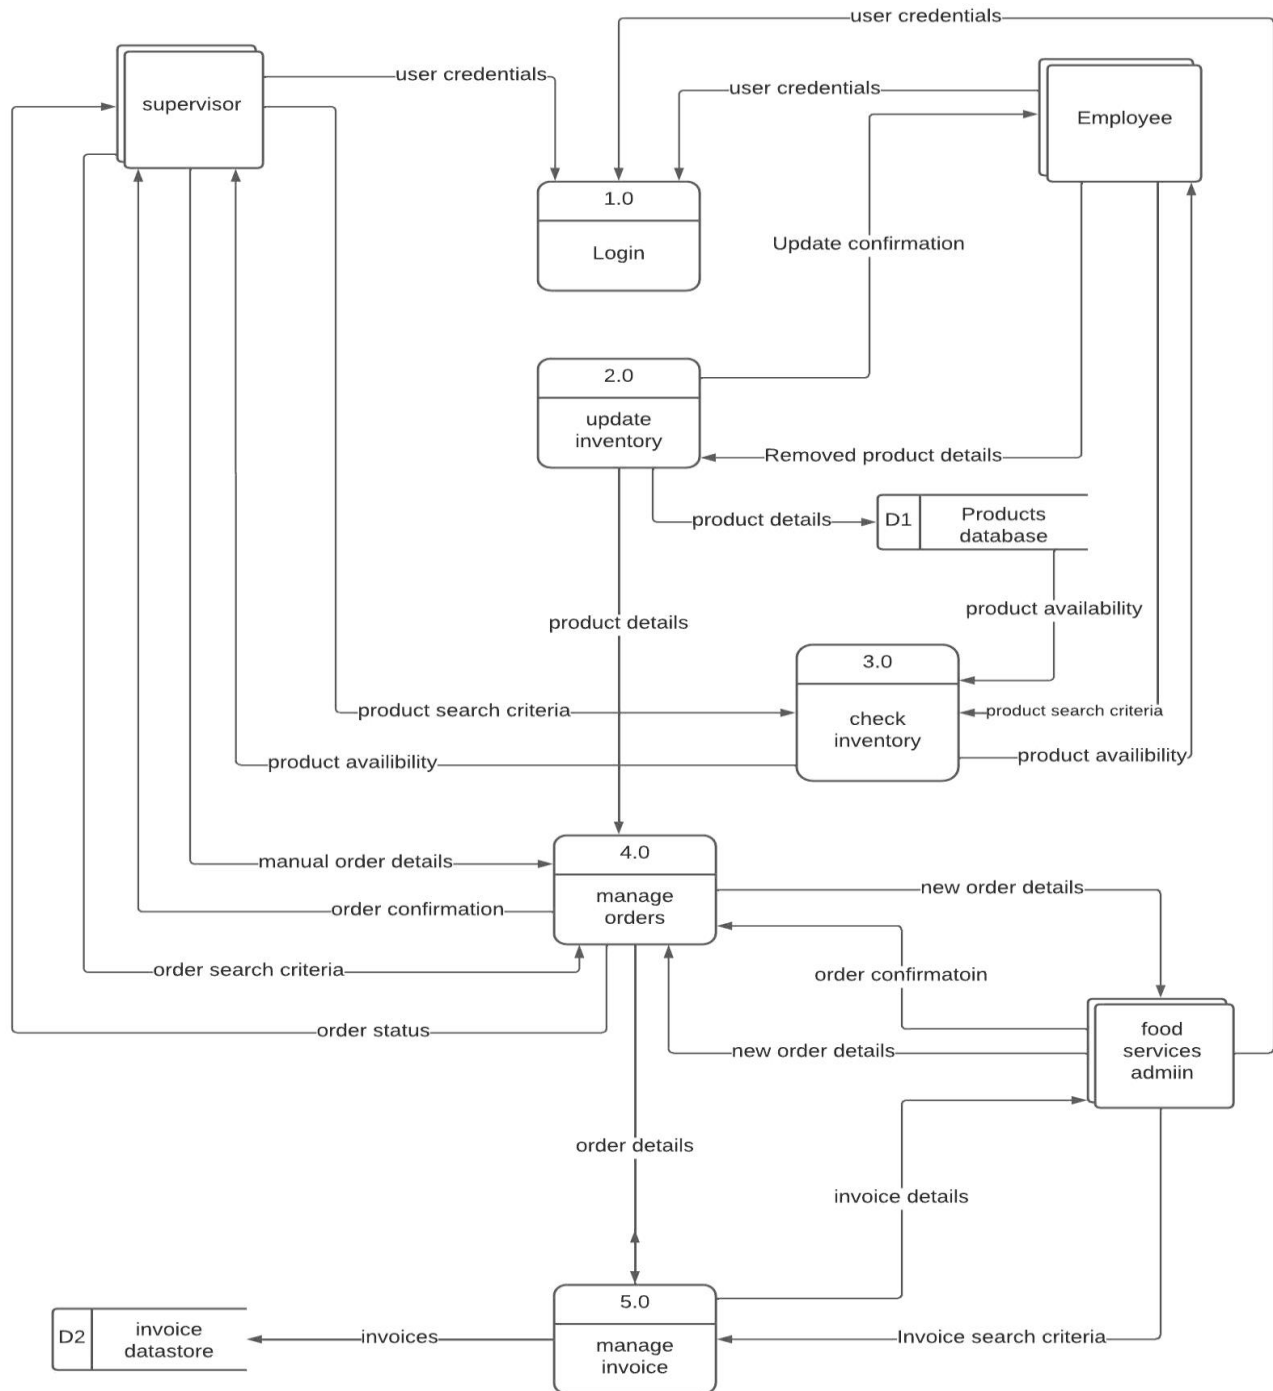 user credentials
user credentials
supervisor
user credentials
Employee
1.0
Login
Update confirmation
2.0
update
inventory
Removed product details
product details
D1
Products
database
product availability
product details
3.0
check
inventory
product search criteria
product search criteria
product availibility
product availibility
4.0
manage
orders
manual order details
new order details
order confirmation
order search criteria
order confirmatoin
order status
new order details
food
services
admiin
order details
invoice details
5.0
manage
invoice
D2
invoice
datastore
invoices
Invoice search criteria